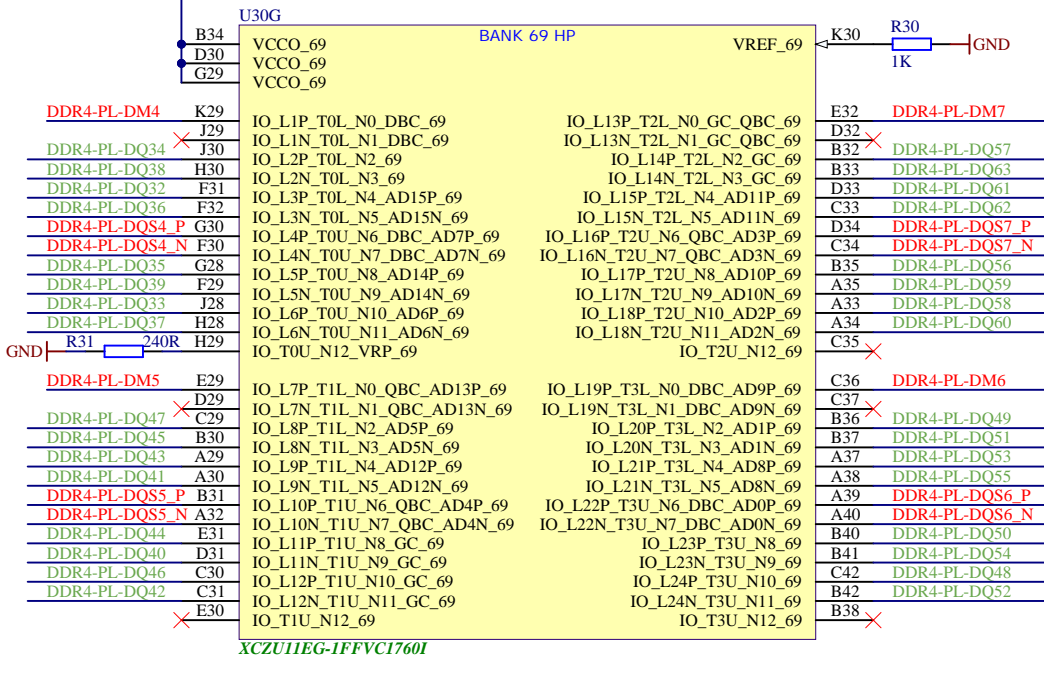 U30G
BANK 69 HP
B34 VCCO_69 VREF_69 K30 R30 1K GND
D30 VCCO_69
G29 VCCO_69
DDR4-PL-DM4 K29 IO_L1P_T0L_N0_DBC_69 IO_L13P_T2L_N0_GC_QBC_69 E32 DDR4-PL-DM7
J29 IO_L1N_T0L_N1_DBC_69 IO_L13N_T2L_N1_GC_QBC_69 D32
DDR4-PL-DQ34 J30 IO_L2P_T0L_N2_69 IO_L14P_T2L_N2_GC_69 B32 DDR4-PL-DQ57
DDR4-PL-DQ38 H30 IO_L2N_T0L_N3_69 IO_L14N_T2L_N3_GC_69 B33 DDR4-PL-DQ63
DDR4-PL-DQ32 F31 IO_L3P_T0L_N4_AD15P_69 IO_L15P_T2L_N4_AD11P_69 D33 DDR4-PL-DQ61
DDR4-PL-DQ36 F32 IO_L3N_T0L_N5_AD15N_69 IO_L15N_T2L_N5_AD11N_69 C33 DDR4-PL-DQ62
DDR4-PL-DQS4_P G30 IO_L4P_T0U_N6_DBC_AD7P_69 IO_L16P_T2U_N6_QBC_AD3P_69 D34 DDR4-PL-DQS7_P
DDR4-PL-DQS4_N F30 IO_L4N_T0U_N7_DBC_AD7N_69 IO_L16N_T2U_N7_QBC_AD3N_69 C34 DDR4-PL-DQS7_N
DDR4-PL-DQ35 G28 IO_L5P_T0U_N8_AD14P_69 IO_L17P_T2U_N8_AD10P_69 B35 DDR4-PL-DQ56
DDR4-PL-DQ39 F29 IO_L5N_T0U_N9_AD14N_69 IO_L17N_T2U_N9_AD10N_69 A35 DDR4-PL-DQ59
DDR4-PL-DQ33 J28 IO_L6P_T0U_N10_AD6P_69 IO_L18P_T2U_N10_AD2P_69 A33 DDR4-PL-DQ58
DDR4-PL-DQ37 H28 IO_L6N_T0U_N11_AD6N_69 IO_L18N_T2U_N11_AD2N_69 A34 DDR4-PL-DQ60
GND R31 240R H29 IO_T0U_N12_VRP_69 IO_T2U_N12_69 C35
DDR4-PL-DM5 E29 IO_L7P_T1L_N0_QBC_AD13P_69 IO_L19P_T3L_N0_DBC_AD9P_69 C36 DDR4-PL-DM6
D29 IO_L7N_T1L_N1_QBC_AD13N_69 IO_L19N_T3L_N1_DBC_AD9N_69 C37
DDR4-PL-DQ47 C29 IO_L8P_T1L_N2_AD5P_69 IO_L20P_T3L_N2_AD1P_69 B36 DDR4-PL-DQ49
DDR4-PL-DQ45 B30 IO_L8N_T1L_N3_AD5N_69 IO_L20N_T3L_N3_AD1N_69 B37 DDR4-PL-DQ51
DDR4-PL-DQ43 A29 IO_L9P_T1L_N4_AD12P_69 IO_L21P_T3L_N4_AD8P_69 A37 DDR4-PL-DQ53
DDR4-PL-DQ41 A30 IO_L9N_T1L_N5_AD12N_69 IO_L21N_T3L_N5_AD8N_69 A38 DDR4-PL-DQ55
DDR4-PL-DQS5_P B31 IO_L10P_T1U_N6_QBC_AD4P_69 IO_L22P_T3U_N6_DBC_AD0P_69 A39 DDR4-PL-DQS6_P
DDR4-PL-DQS5_N A32 IO_L10N_T1U_N7_QBC_AD4N_69 IO_L22N_T3U_N7_DBC_AD0N_69 A40 DDR4-PL-DQS6_N
DDR4-PL-DQ44 E31 IO_L11P_T1U_N8_GC_69 IO_L23P_T3U_N8_69 B40 DDR4-PL-DQ50
DDR4-PL-DQ40 D31 IO_L11N_T1U_N9_GC_69 IO_L23N_T3U_N9_69 B41 DDR4-PL-DQ54
DDR4-PL-DQ46 C30 IO_L12P_T1U_N10_GC_69 IO_L24P_T3U_N10_69 C42 DDR4-PL-DQ48
DDR4-PL-DQ42 C31 IO_L12N_T1U_N11_GC_69 IO_L24N_T3U_N11_69 B42 DDR4-PL-DQ52
E30 IO_T1U_N12_69 IO_T3U_N12_69 B38
XCZU11EG-1FFVC1760I